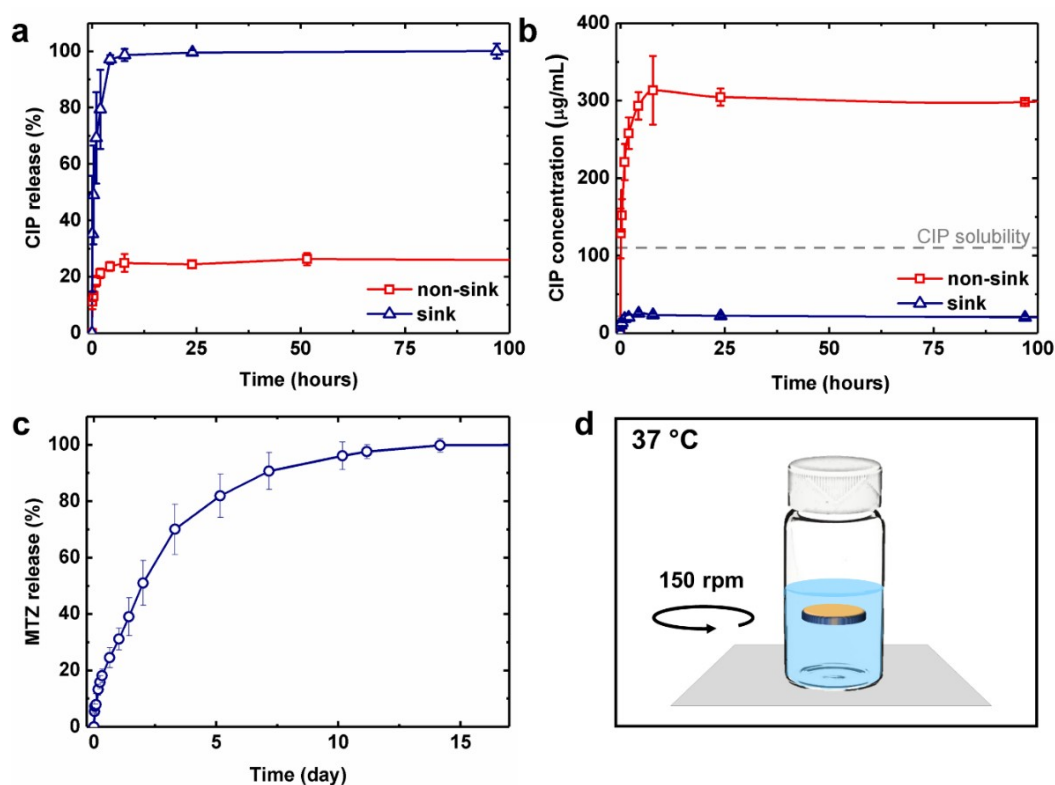 a
100
80
60
40
20
0
CIP release (%)
non-sink
sink
0 25 50 75 100
Time (hours)
b
400
300
200
100
0
CIP concentration (µg/mL)
CIP solubility
non-sink
sink
0 25 50 75 100
Time (hours)
c
100
80
60
40
20
0
MTZ release (%)
0 5 10 15
Time (day)
d
37 °C
150 rpm